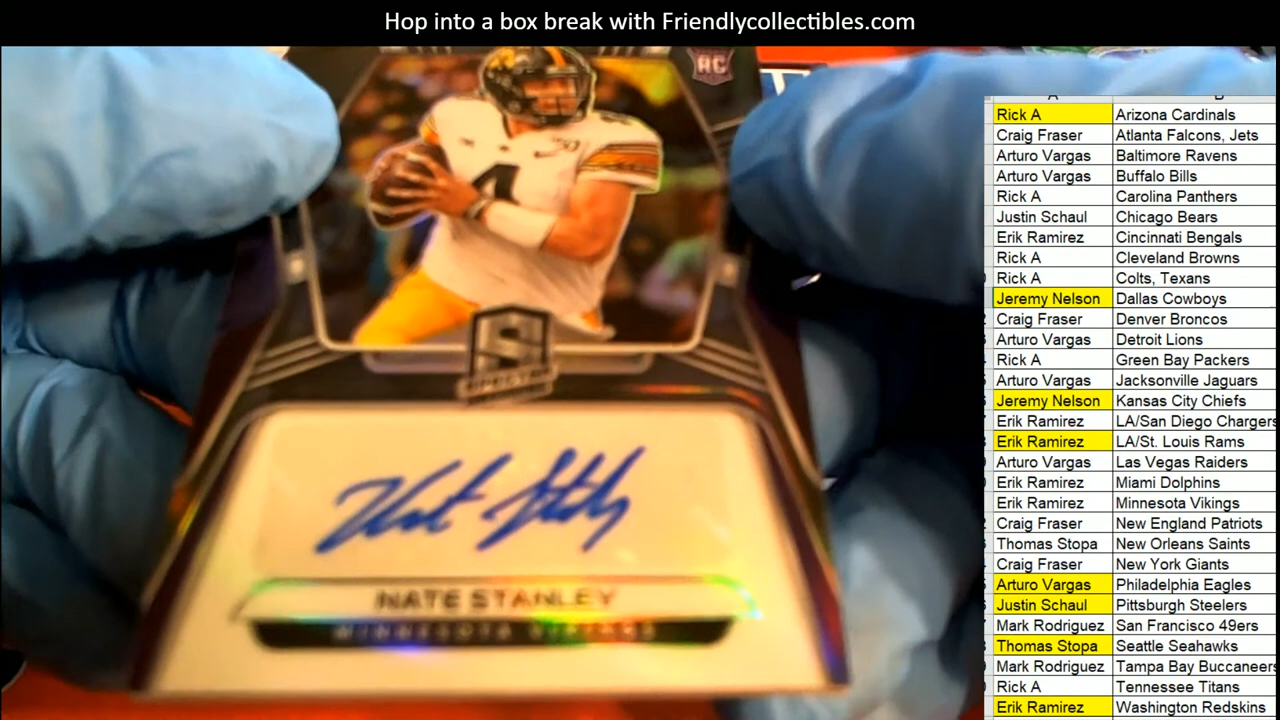 Hop into a box break with Friendlycollectibles.com
RC
4
NATE STANLEY
MINNESOTA VIKINGS
Rick A Arizona Cardinals
Craig Fraser Atlanta Falcons, Jets
Arturo Vargas Baltimore Ravens
Arturo Vargas Buffalo Bills
Rick A Carolina Panthers
Justin Schaul Chicago Bears
Erik Ramirez Cincinnati Bengals
Rick A Cleveland Browns
Rick A Colts, Texans
Jeremy Nelson Dallas Cowboys
Craig Fraser Denver Broncos
Arturo Vargas Detroit Lions
Rick A Green Bay Packers
Arturo Vargas Jacksonville Jaguars
Jeremy Nelson Kansas City Chiefs
Erik Ramirez LA/San Diego Chargers
Erik Ramirez LA/St. Louis Rams
Arturo Vargas Las Vegas Raiders
Erik Ramirez Miami Dolphins
Erik Ramirez Minnesota Vikings
Craig Fraser New England Patriots
Thomas Stopa New Orleans Saints
Craig Fraser New York Giants
Arturo Vargas Philadelphia Eagles
Justin Schaul Pittsburgh Steelers
Mark Rodriguez San Francisco 49ers
Thomas Stopa Seattle Seahawks
Mark Rodriguez Tampa Bay Buccaneers
Rick A Tennessee Titans
Erik Ramirez Washington Redskins